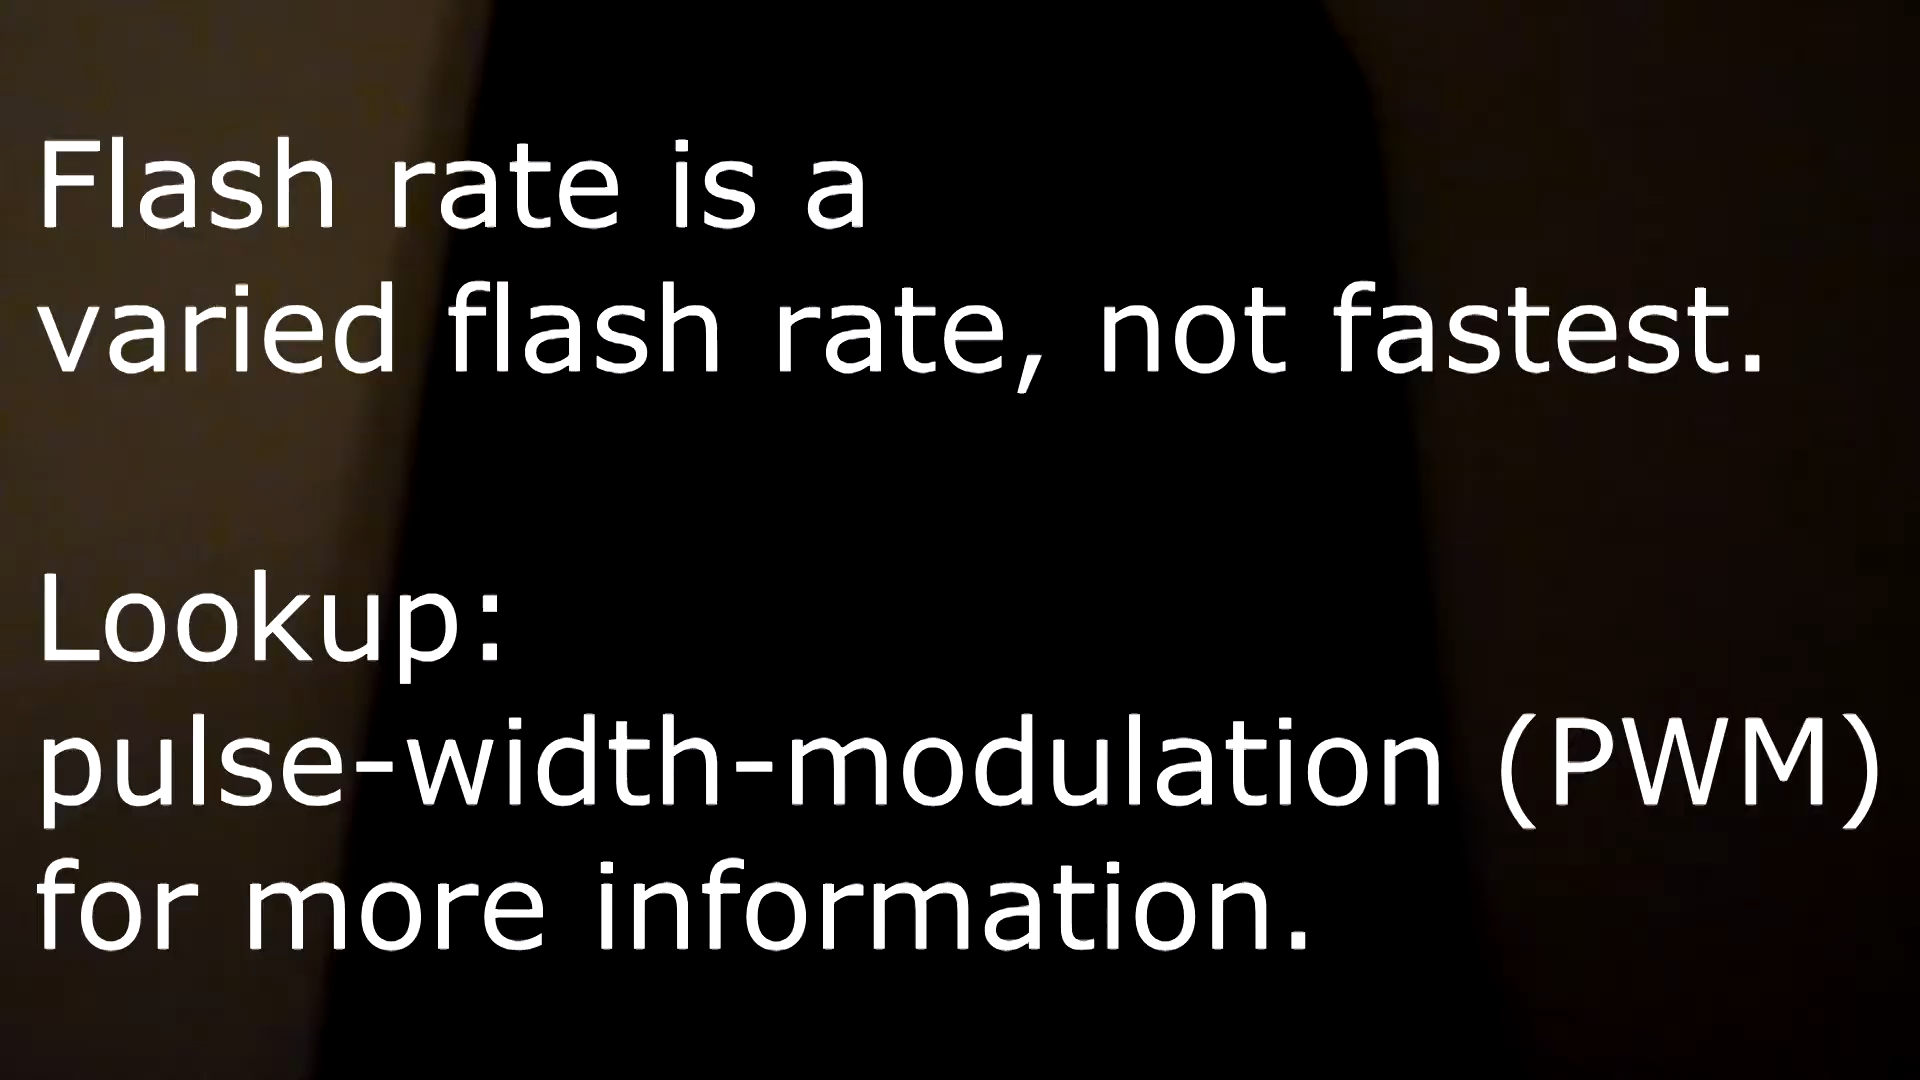 Flash rate is a
varied flash rate, not fastest.
Lookup:
pulse-width-modulation (PWM)
for more information.